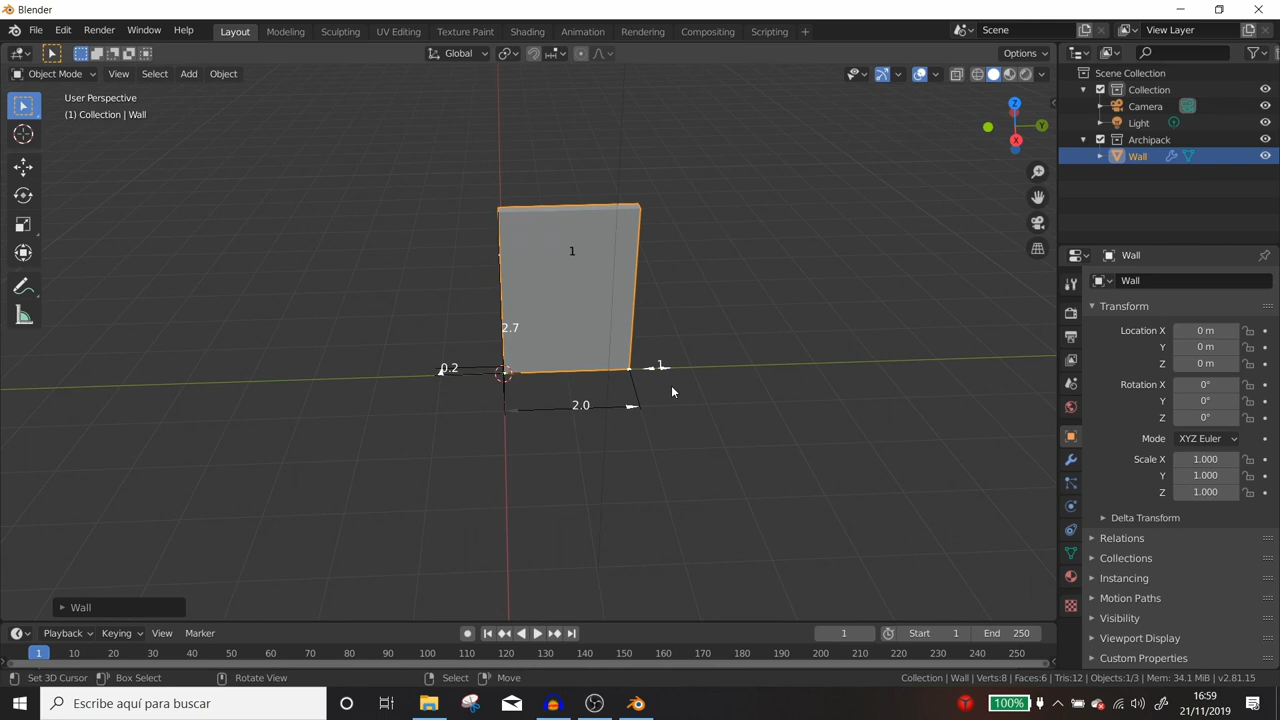 Blender
File Edit Render Window Help
Layout Modeling Sculpting UV Editing Texture Paint Shading Animation Rendering Compositing Scripting +
Scene
View Layer
Global
Options
Object Mode View Select Add Object
User Perspective
(1) Collection | Wall
Z
Y
X
1
2.7
0.2
1
2.0
Wall
Scene Collection
Collection
Camera
Light
Archipack
Wall
Wall
Wall
Transform
Location X 0 m
Y 0 m
Z 0 m
Rotation X 0°
Y 0°
Z 0°
Mode XYZ Euler
Scale X 1.000
Y 1.000
Z 1.000
Delta Transform
Relations
Collections
Instancing
Motion Paths
Visibility
Viewport Display
Custom Properties
Playback Keying View Marker
1 Start 1 End 250
1 10 20 30 40 50 60 70 80 90 100 110 120 130 140 150 160 170 180 190 200 210 220 230 240 250
Set 3D Cursor Box Select Rotate View Select Move
Collection | Wall | Verts:8 | Faces:6 | Tris:12 | Objects:1/3 | Mem: 34.1 MiB | v2.81.15
Escribe aquí para buscar
100%
16:59
21/11/2019